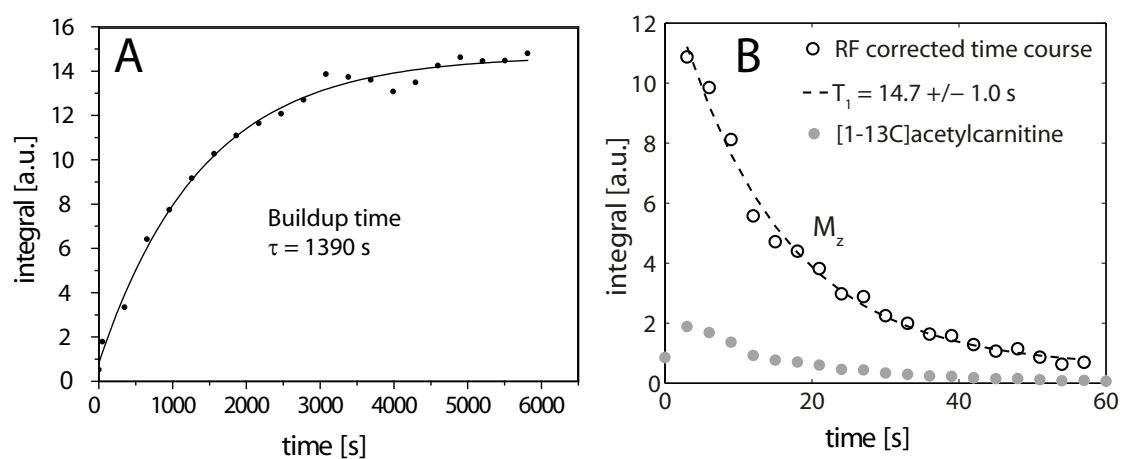 A
integral [a.u.]
16
14
12
10
8
6
4
2
0
Buildup time
τ = 1390 s
0 1000 2000 3000 4000 5000 6000
time [s]
B
integral [a.u.]
12
10
8
6
4
2
0
RF corrected time course
T1 = 14.7 +/− 1.0 s
[1-13C]acetylcarnitine
Mz
0 20 40 60
time [s]